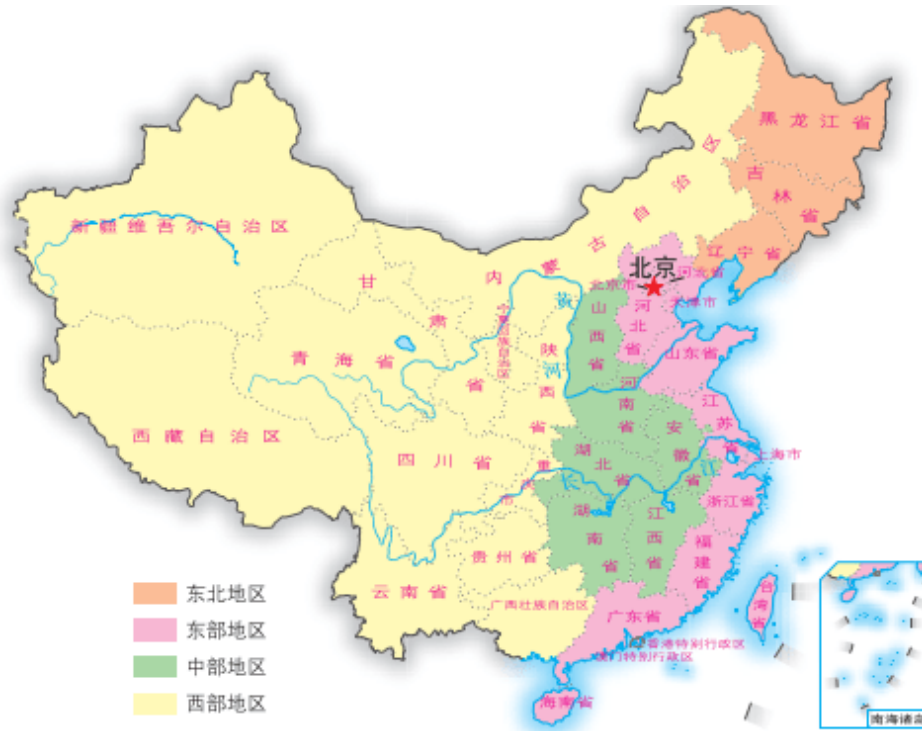 黑龙江省
吉林省
辽宁省
内蒙古自治区
新疆维吾尔自治区
甘肃省
青海省
西藏自治区
宁夏回族自治区
陕西省
山西省
北京
北京市
河北省
天津市
河北省
山东省
黄河
河南省
江苏省
安徽省
上海市
湖北省
重庆市
四川省
长江
浙江省
湖南省
江西省
福建省
贵州省
云南省
广西壮族自治区
广东省
台湾省
香港特别行政区
澳门特别行政区
海南省
东北地区
东部地区
中部地区
西部地区
南海诸